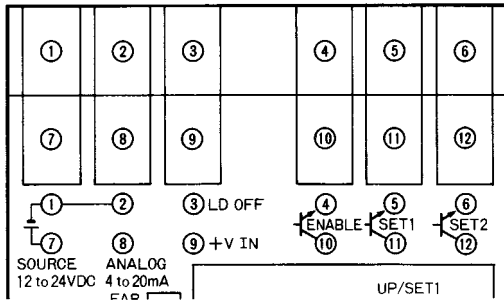 ① ② ③ ④ ⑤ ⑥
⑦ ⑧ ⑨ ⑩ ⑪ ⑫
① ② ③ LD OFF ④ ⑤ ⑥
ENABLE SET1 SET2
⑦ ⑧ ⑨ +V IN ⑩ ⑪ ⑫
SOURCE ANALOG
12 to 24VDC 4 to 20mA
UP/SET1